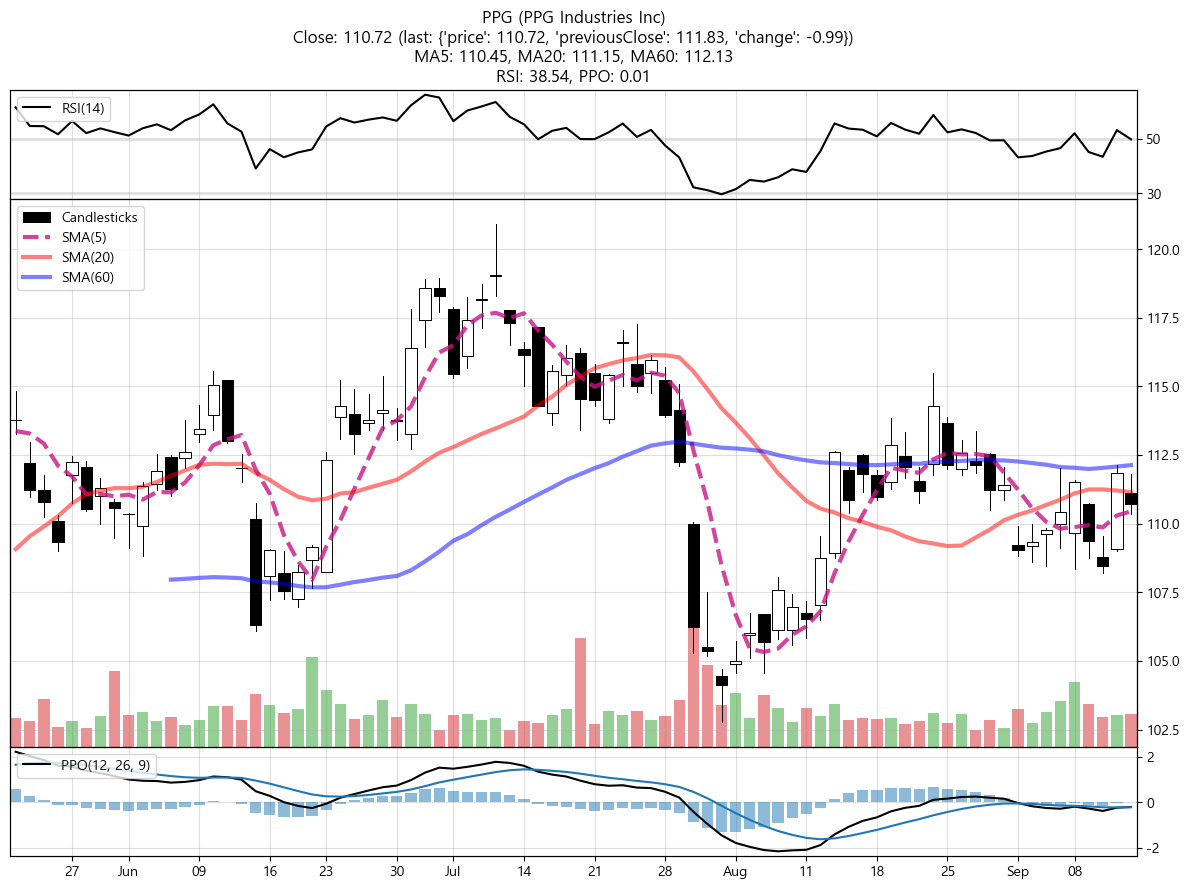 PPG (PPG Industries Inc)
Close: 110.72 (last: {'price': 110.72, 'previousClose': 111.83, 'change': -0.99})
MA5: 110.45, MA20: 111.15, MA60: 112.13
RSI: 38.54, PPO: 0.01
RSI(14)
50
30
Candlesticks
SMA(5)
SMA(20)
SMA(60)
120.0
117.5
115.0
112.5
110.0
107.5
105.0
102.5
PPO(12, 26, 9)
2
0
-2
27 Jun 09 16 23 30 Jul 14 21 28 Aug 11 18 25 Sep 08